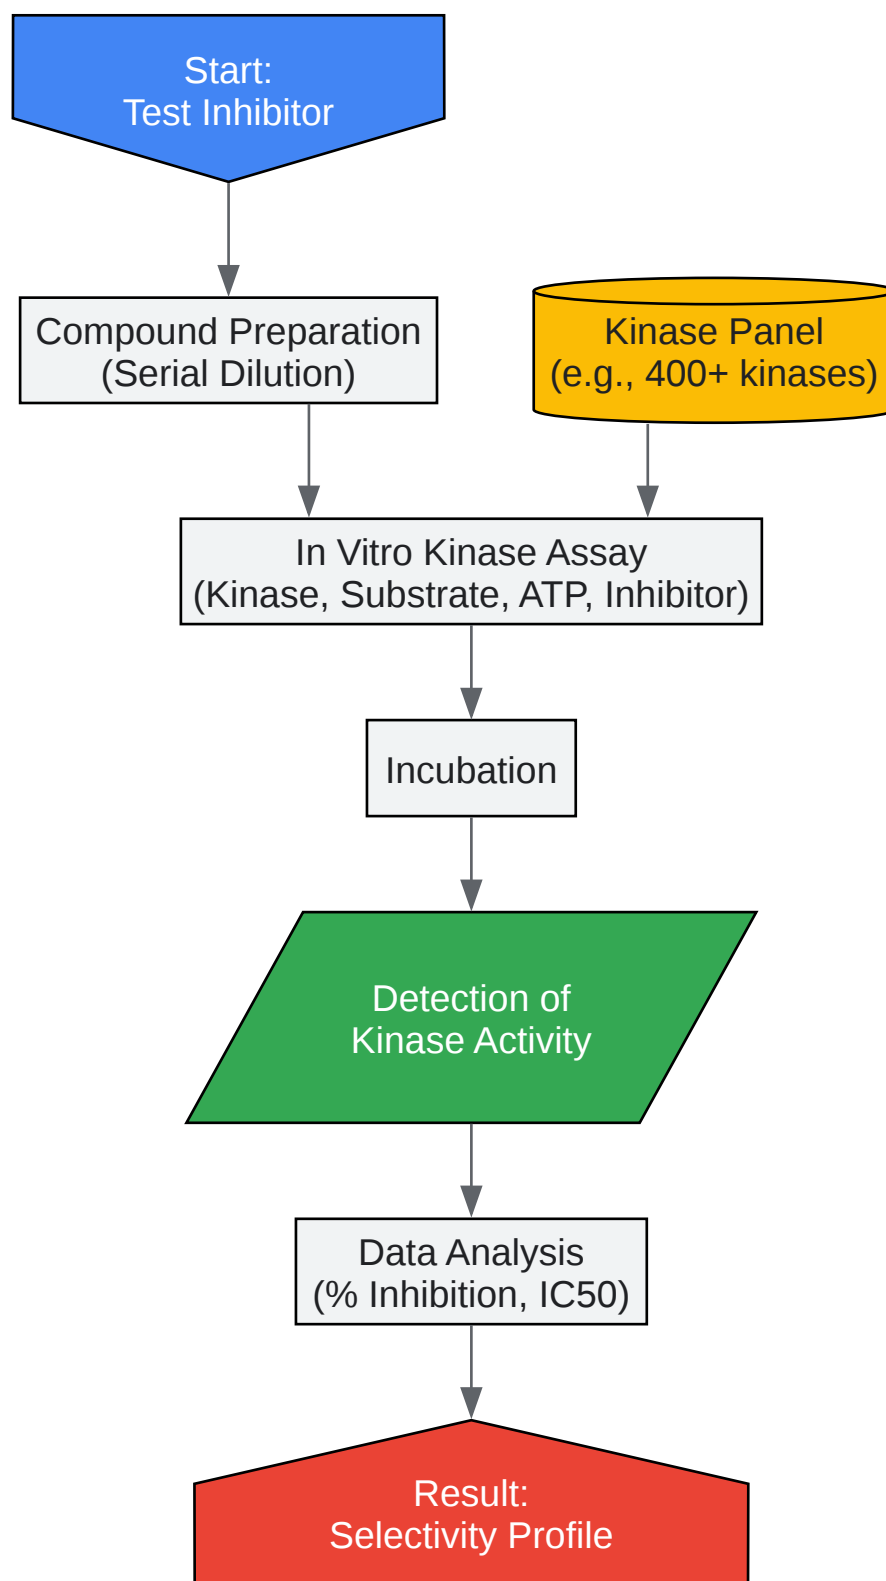 Start:
Test Inhibitor
Compound Preparation
(Serial Dilution)
Kinase Panel
(e.g., 400+ kinases)
In Vitro Kinase Assay
(Kinase, Substrate, ATP, Inhibitor)
Incubation
Detection of
Kinase Activity
Data Analysis
(% Inhibition, IC50)
Result:
Selectivity Profile